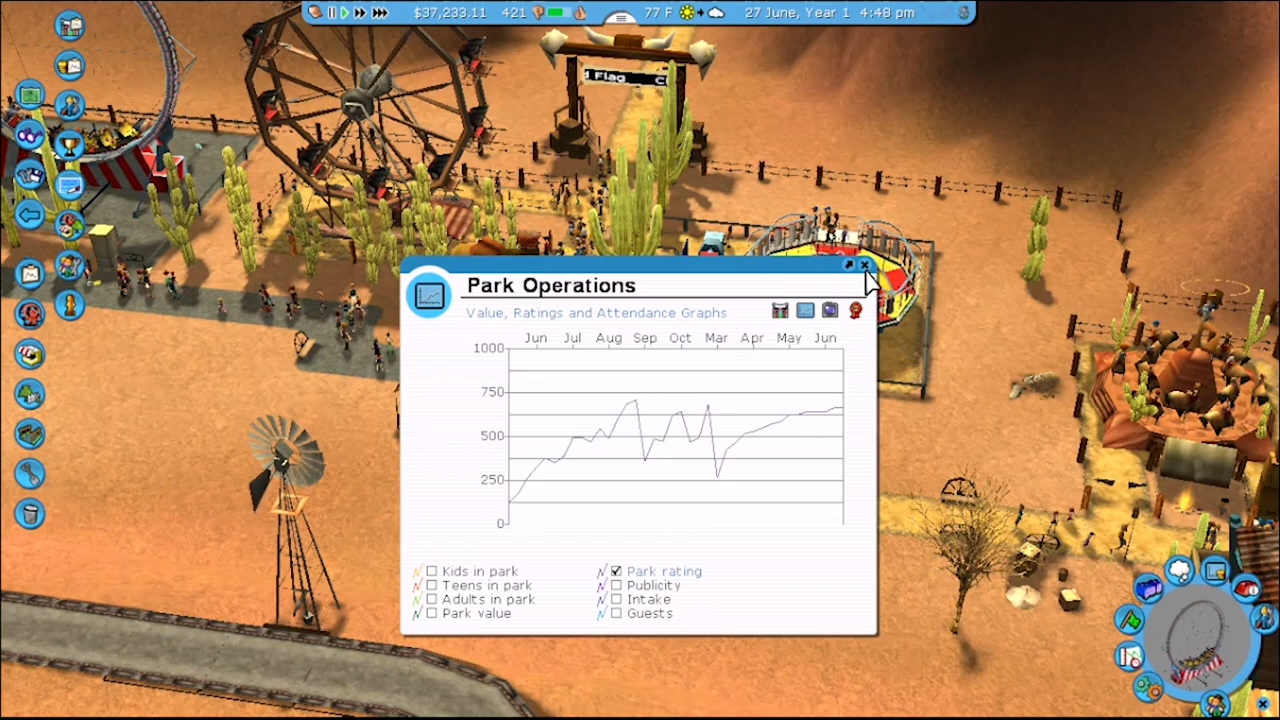 $37,233.11 421 77 F 27 June, Year 1 4:48 pm
Flag
Park Operations
Value, Ratings and Attendance Graphs
Jun Jul Aug Sep Oct Mar Apr May Jun
1000
750
500
250
0
Kids in park Park rating
Teens in park Publicity
Adults in park Intake
Park value Guests